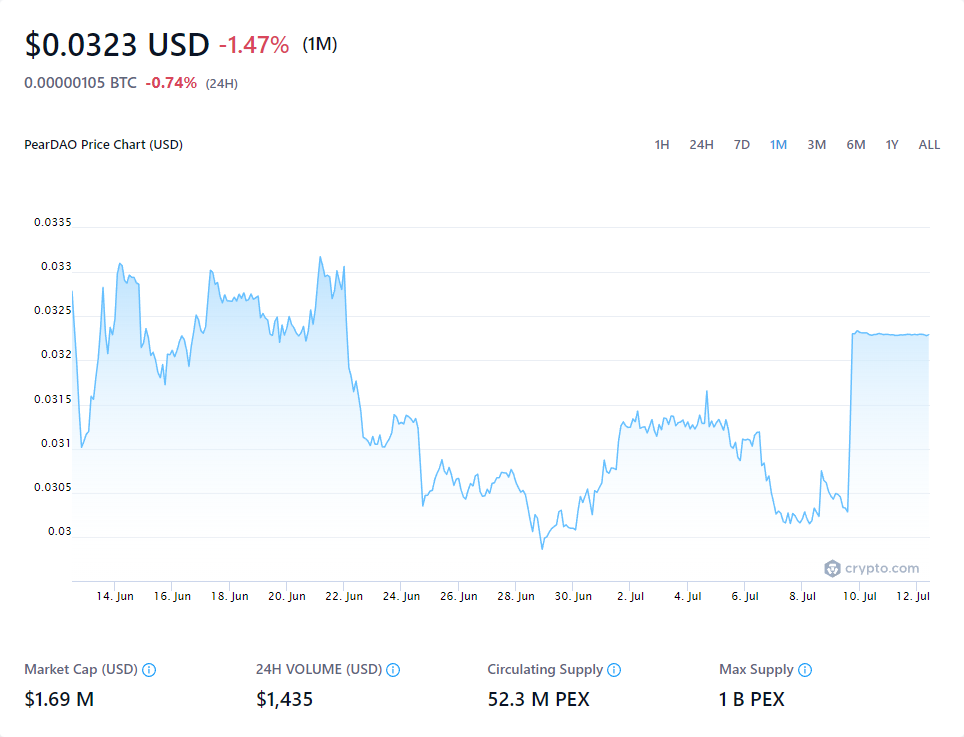 $0.0323 USD -1.47% (1M)
0.00000105 BTC -0.74% (24H)
PearDAO Price Chart (USD) 1H 24H 7D 1M 3M 6M 1Y ALL
0.0335
0.033
0.0325
0.032
0.0315
0.031
0.0305
0.03
crypto.com
14. Jun 16. Jun 18. Jun 20. Jun 22. Jun 24. Jun 26. Jun 28. Jun 30. Jun 2. Jul 4. Jul 6. Jul 8. Jul 10. Jul 12. Jul
Market Cap (USD) 24H VOLUME (USD) Circulating Supply Max Supply
$1.69 M $1,435 52.3 M PEX 1 B PEX